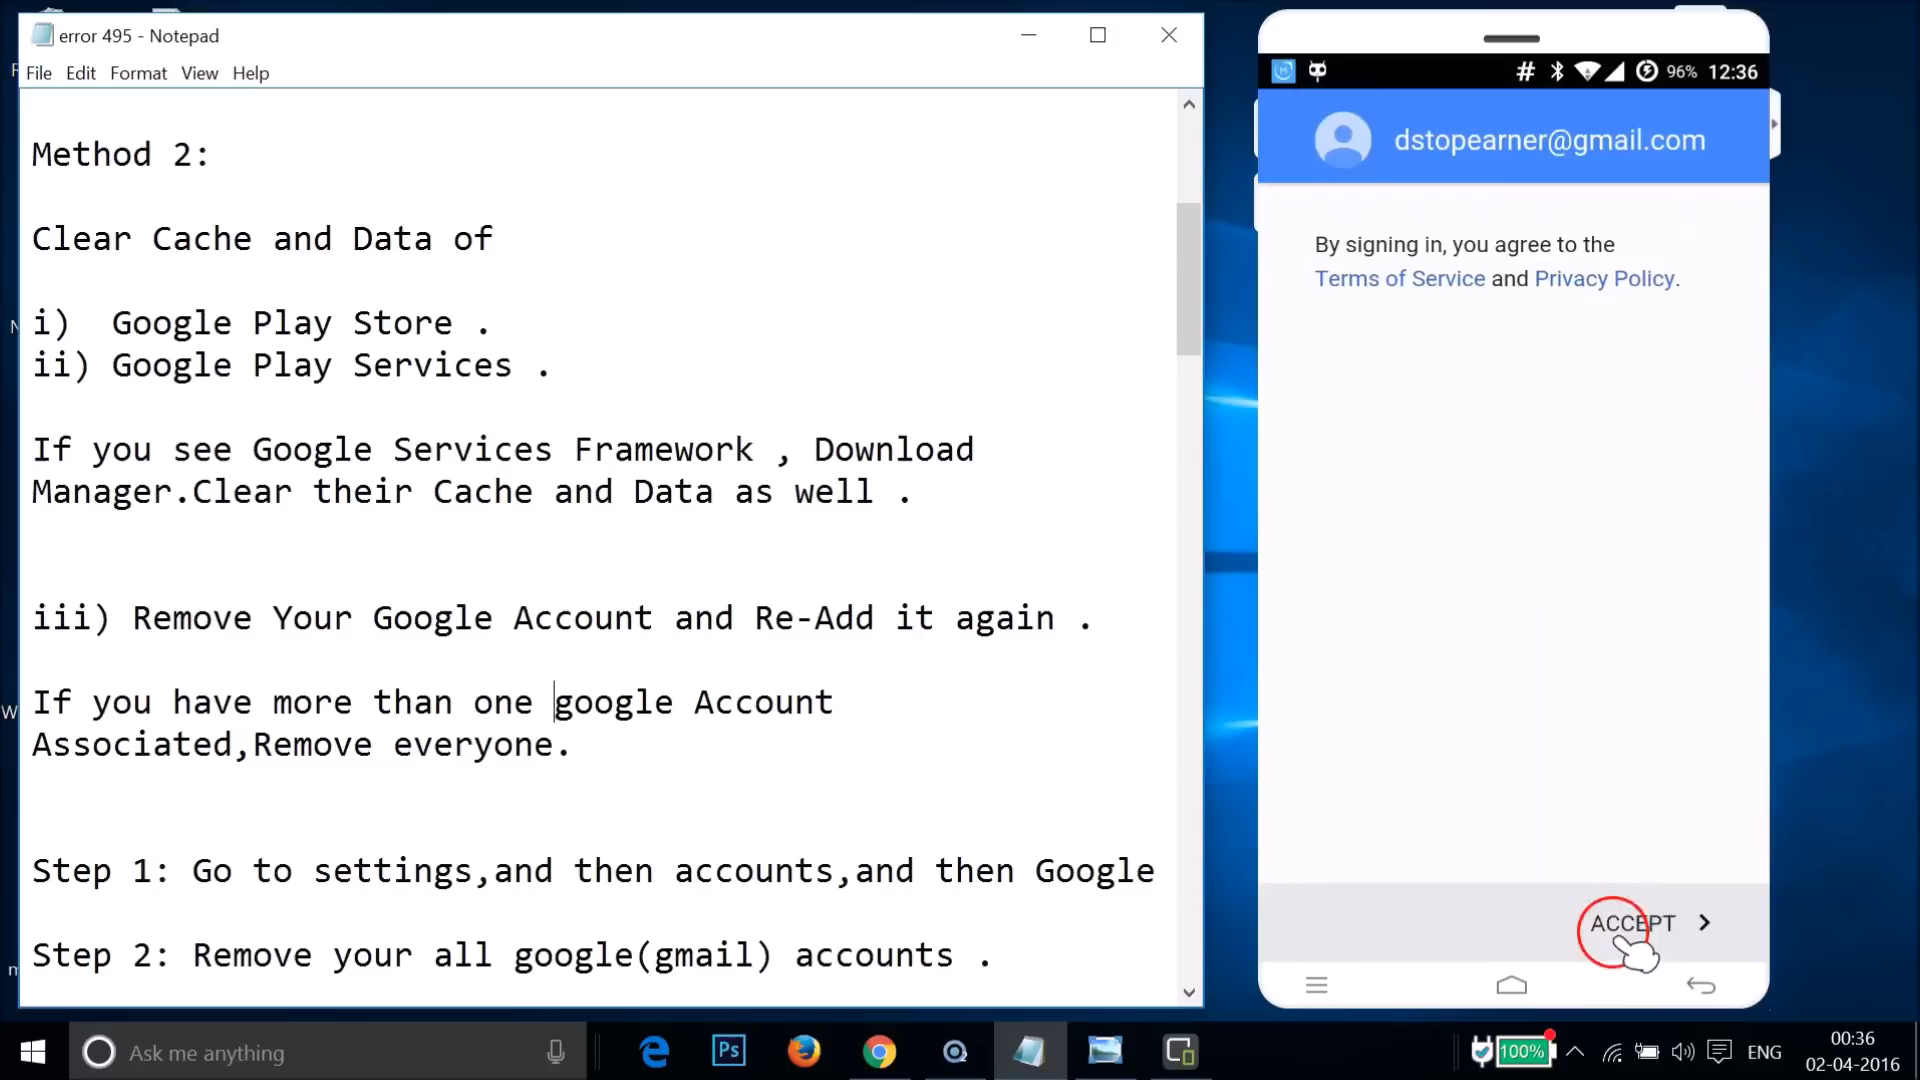 error 495 - Notepad
File Edit Format View Help
Method 2:
Clear Cache and Data of
i)  Google Play Store .
ii) Google Play Services .
If you see Google Services Framework , Download
Manager.Clear their Cache and Data as well .
iii) Remove Your Google Account and Re-Add it again .
If you have more than one google Account
Associated,Remove everyone.
Step 1: Go to settings,and then accounts,and then Google
Step 2: Remove your all google(gmail) accounts .
96% 12:36
dstopearner@gmail.com
By signing in, you agree to the
Terms of Service and Privacy Policy.
ACCEPT
Ask me anything
Ps
100%
ENG
00:36
02-04-2016